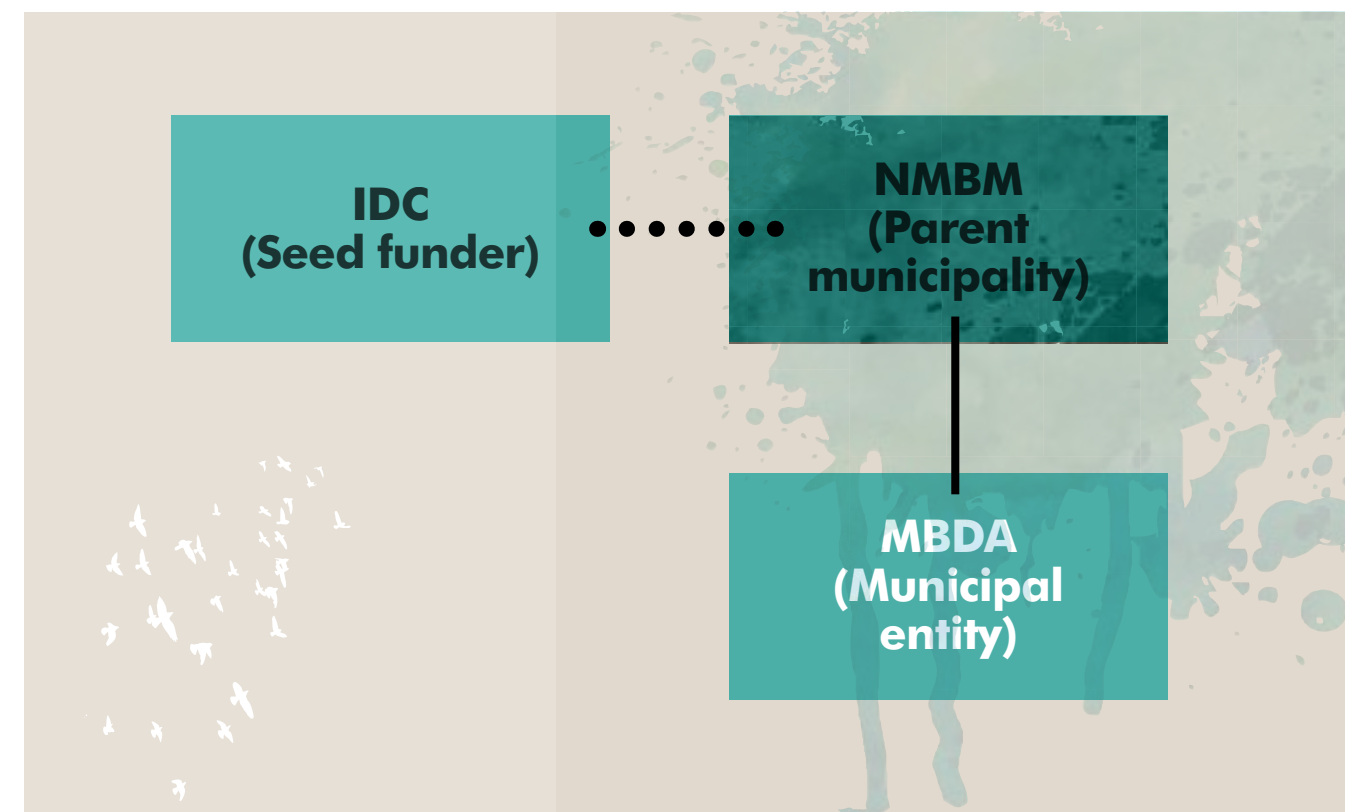 IDC
(Seed funder)
NMBM
(Parent
municipality)
MBDA
(Municipal
entity)